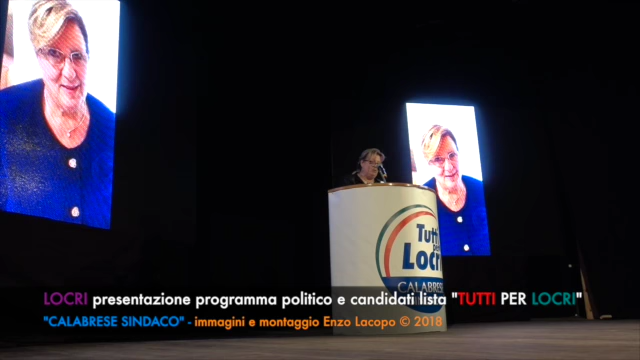 Tutti
per
Locri
CALABRESE
LOCRI presentazione programma politico e candidati lista "TUTTI PER LOCRI"
"CALABRESE SINDACO" - immagini e montaggio Enzo Lacopo © 2018